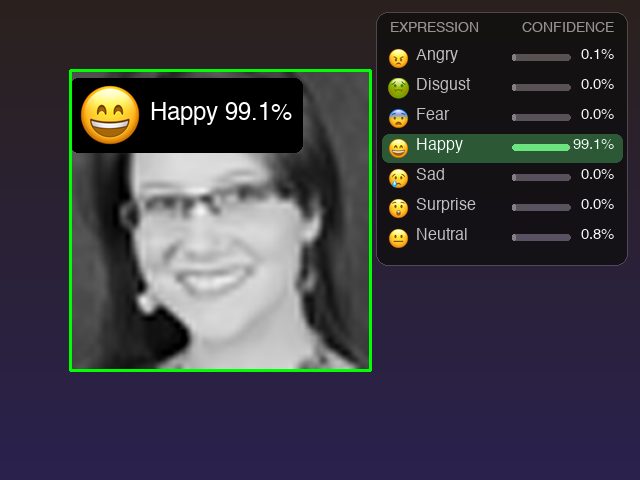 EXPRESSION CONFIDENCE
Happy 99.1%
Angry 0.1%
Disgust 0.0%
Fear 0.0%
Happy 99.1%
Sad 0.0%
Surprise 0.0%
Neutral 0.8%